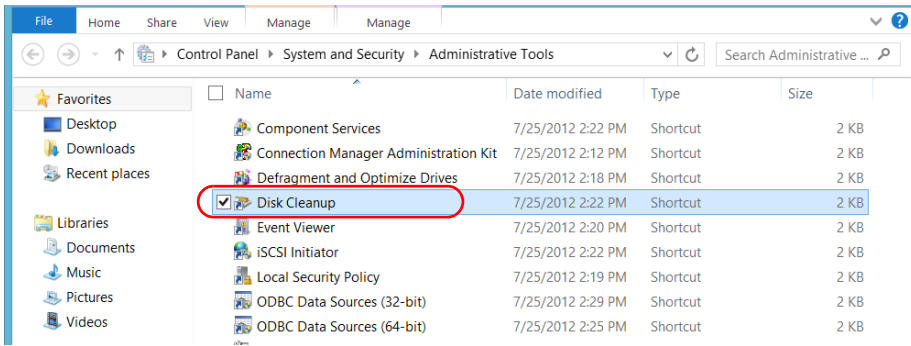 File Home Share View Manage Manage
Control Panel System and Security Administrative Tools Search Administrative ...
Favorites
Desktop
Downloads
Recent places
Libraries
Documents
Music
Pictures
Videos
Name Date modified Type Size
Component Services 7/25/2012 2:22 PM Shortcut 2 KB
Connection Manager Administration Kit 7/25/2012 2:12 PM Shortcut 2 KB
Defragment and Optimize Drives 7/25/2012 2:18 PM Shortcut 2 KB
Disk Cleanup 7/25/2012 2:22 PM Shortcut 2 KB
Event Viewer 7/25/2012 2:20 PM Shortcut 2 KB
iSCSI Initiator 7/25/2012 2:22 PM Shortcut 2 KB
Local Security Policy 7/25/2012 2:19 PM Shortcut 2 KB
ODBC Data Sources (32-bit) 7/25/2012 2:29 PM Shortcut 2 KB
ODBC Data Sources (64-bit) 7/25/2012 2:25 PM Shortcut 2 KB